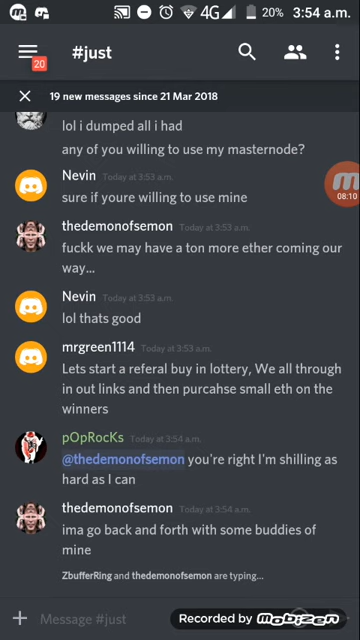 4G 20% 3:54 a.m.
20
#just
19 new messages since 21 Mar 2018
lol i dumped all i had
any of you willing to use my masternode?
Nevin Today at 3:53 a.m.
sure if youre willing to use mine
08:10
thedemonofsemon Today at 3:53 a.m.
fuckk we may have a ton more ether coming our
way...
Nevin Today at 3:53 a.m.
lol thats good
mrgreen1114 Today at 3:53 a.m.
Lets start a referal buy in lottery, We all through
in out links and then purcahse small eth on the
winners
pOpRocKs Today at 3:54 a.m.
@thedemonofsemon you're right I'm shilling as
hard as I can
thedemonofsemon Today at 3:54 a.m.
ima go back and forth with some buddies of
mine
ZbufferRing and thedemonofsemon are typing...
Message #just
Recorded by mobizen